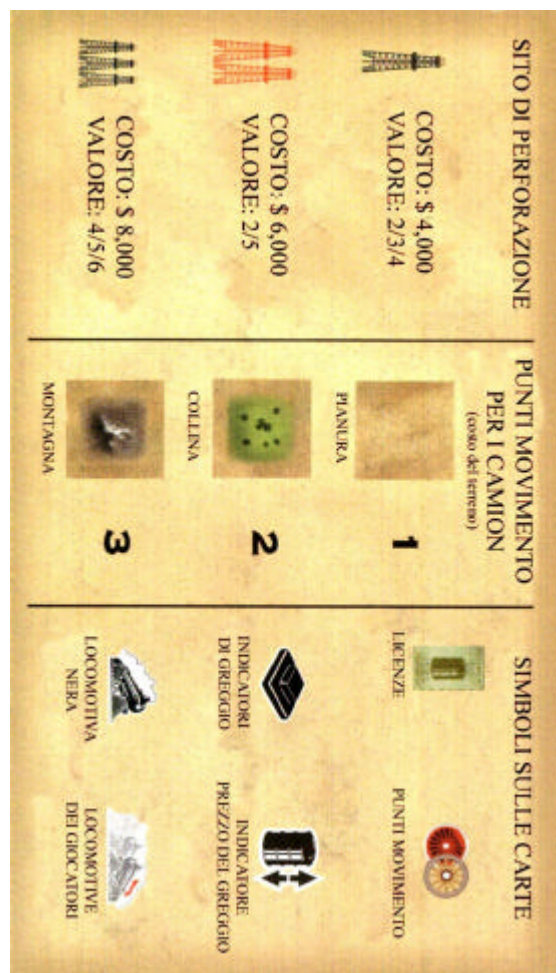 SITO DI PERFORAZIONE
COSTO: $ 4,000
VALORE: 2/3/4
COSTO: $ 6,000
VALORE: 2/5
COSTO: $ 8,000
VALORE: 4/5/6
PUNTI MOVIMENTO
PER I CAMION
(costo del terreno)
PIANURA
1
COLLINA
2
MONTAGNA
3
SIMBOLI SULLE CARTE
LICENZE
PUNTI MOVIMENTO
INDICATORI
DI GREGGIO
INDICATORE
PREZZO DEL GREGGIO
LOCOMOTIVA
NERA
LOCOMOTIVE
DEI GIOCATORI